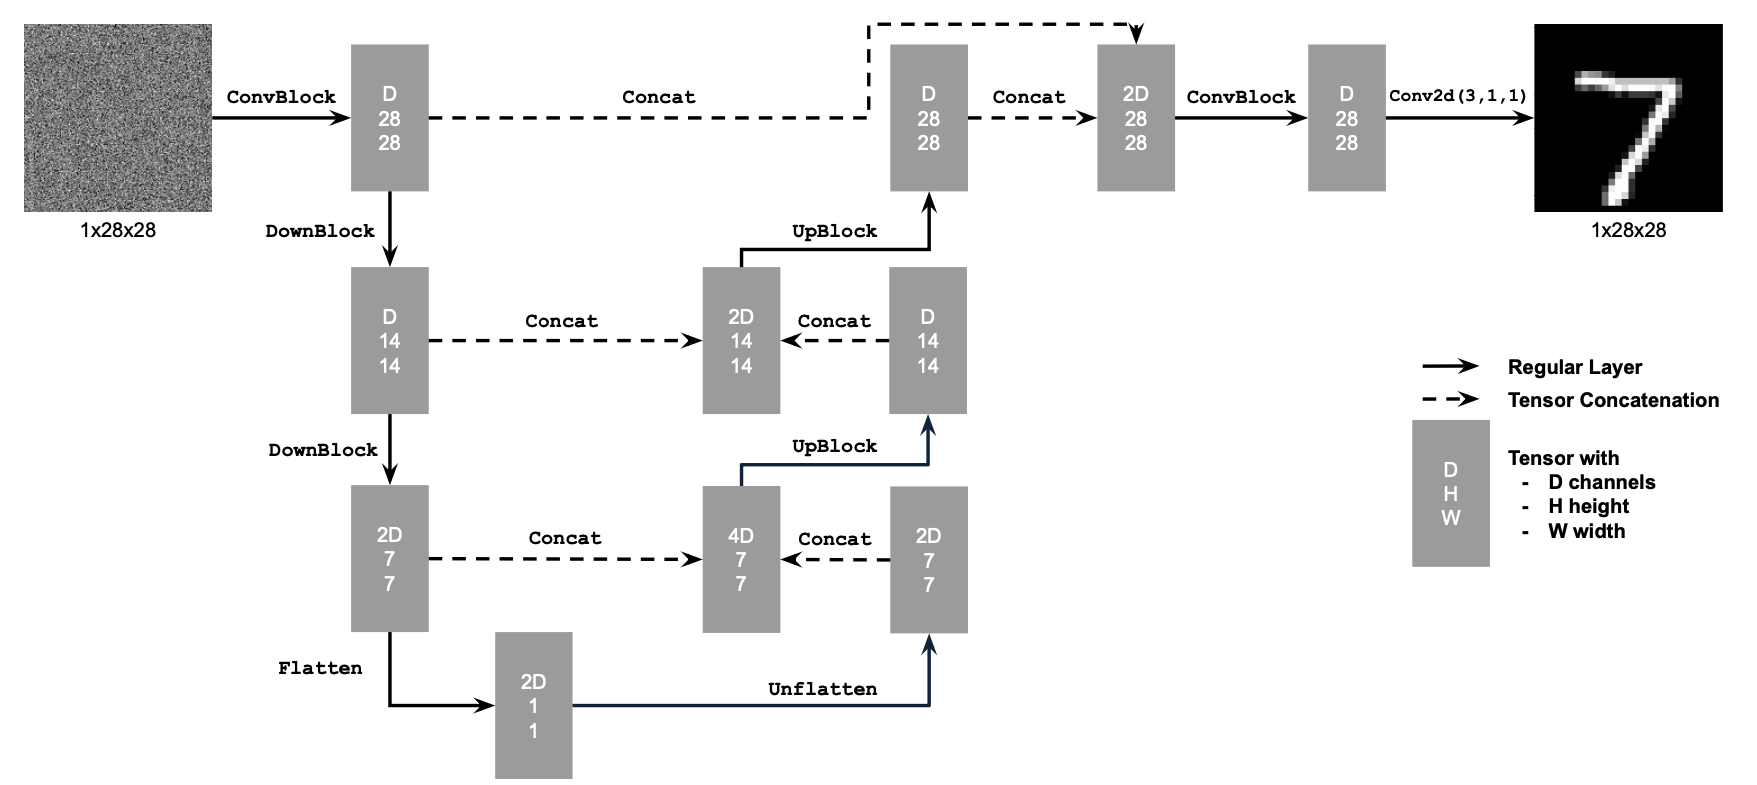 ConvBlock
D
28
28
Concat
D
28
28
Concat
2D
28
28
ConvBlock
D
28
28
Conv2d(3,1,1)
1x28x28
1x28x28
DownBlock
UpBlock
D
14
14
Concat
2D
14
14
Concat
D
14
14
DownBlock
UpBlock
2D
7
7
Concat
4D
7
7
Concat
2D
7
7
Flatten
2D
1
1
Unflatten
Regular Layer
Tensor Concatenation
D
H
W
Tensor with
- D channels
- H height
- W width